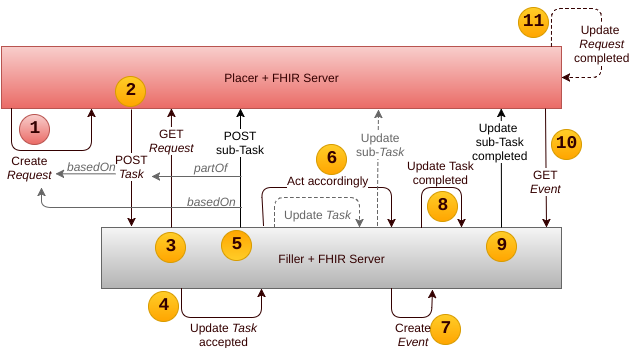 11
Update
Request
completed
Placer + FHIR Server
2
1
Create
Request
basedOn
POST
Task
GET
Request
partOf
basedOn
POST
sub-Task
6
Act accordingly
Update
sub-Task
Update Task
Update Task
completed
8
Update
sub-Task
completed
10
GET
Event
3
5
9
Filler + FHIR Server
4
Update Task
accepted
Create
Event
7